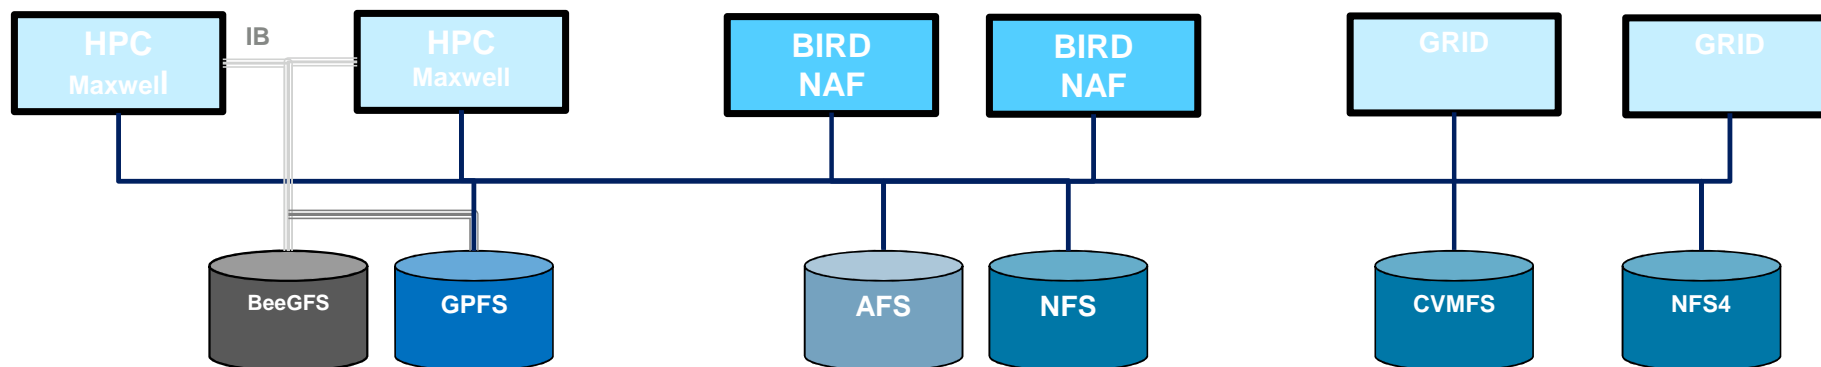 HPC
Maxwell
IB
HPC
Maxwell
BIRD
NAF
BIRD
NAF
GRID
GRID
BeeGFS
GPFS
AFS
NFS
CVMFS
NFS4